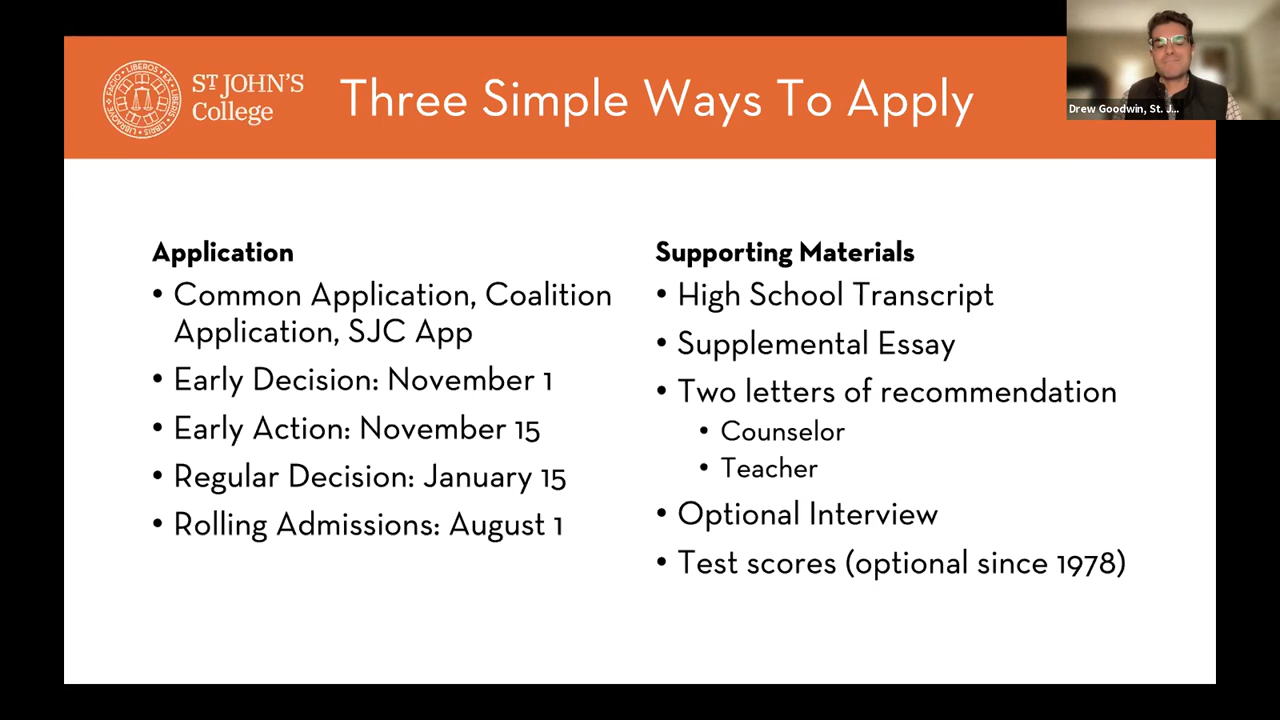 ST JOHN'S
College
Three Simple Ways To Apply
Drew Goodwin, St. J...
Application
• Common Application, Coalition
Application, SJC App
• Early Decision: November 1
• Early Action: November 15
• Regular Decision: January 15
• Rolling Admissions: August 1
Supporting Materials
• High School Transcript
• Supplemental Essay
• Two letters of recommendation
• Counselor
• Teacher
• Optional Interview
• Test scores (optional since 1978)